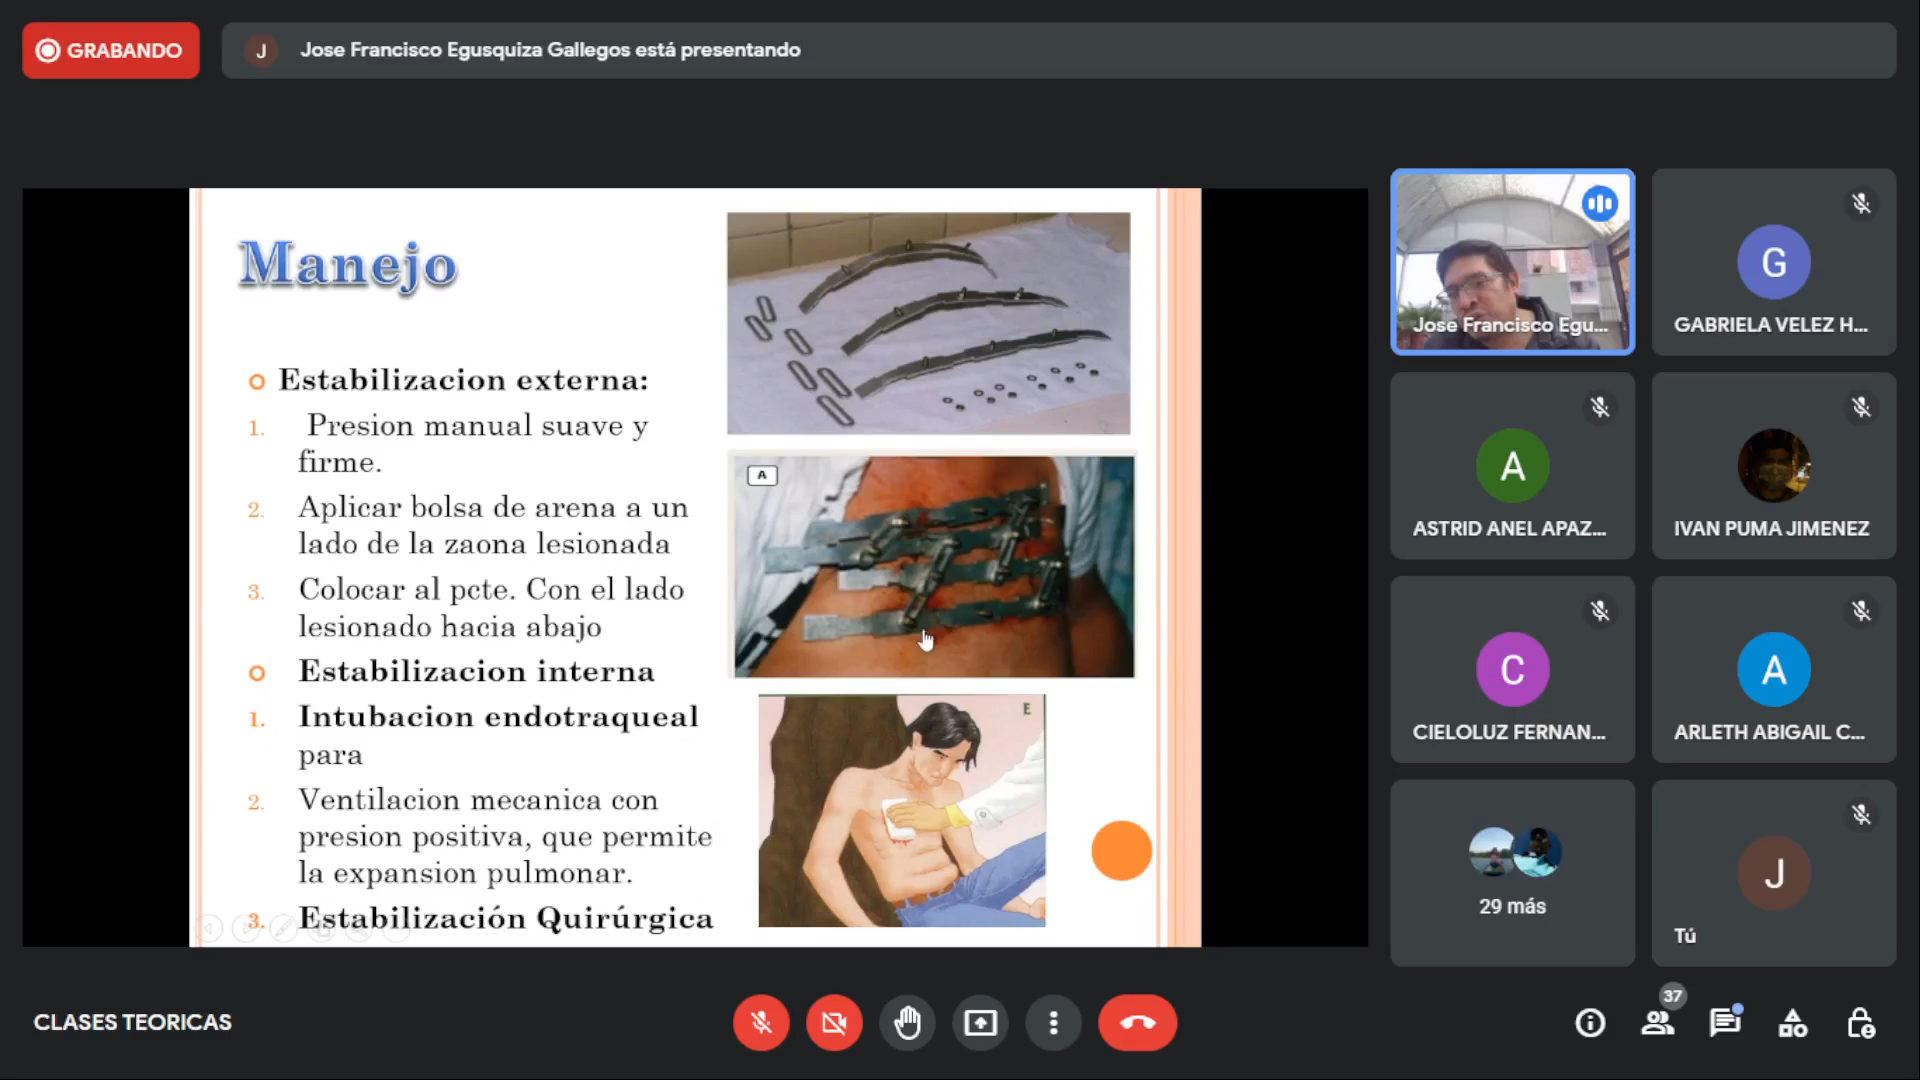 GRABANDO
J
Jose Francisco Egusquiza Gallegos está presentando
Manejo
Estabilizacion externa:
1. Presion manual suave y
firme.
2. Aplicar bolsa de arena a un
lado de la zaona lesionada
3. Colocar al pcte. Con el lado
lesionado hacia abajo
Estabilizacion interna
1. Intubacion endotraqueal
para
2. Ventilacion mecanica con
presion positiva, que permite
la expansion pulmonar.
3. Estabilización Quirúrgica
A
E
Jose Francisco Egu...
G
GABRIELA VELEZ H...
A
ASTRID ANEL APAZ...
IVAN PUMA JIMENEZ
C
CIELOLUZ FERNAN...
A
ARLETH ABIGAIL C...
29 más
J
Tú
CLASES TEORICAS
37